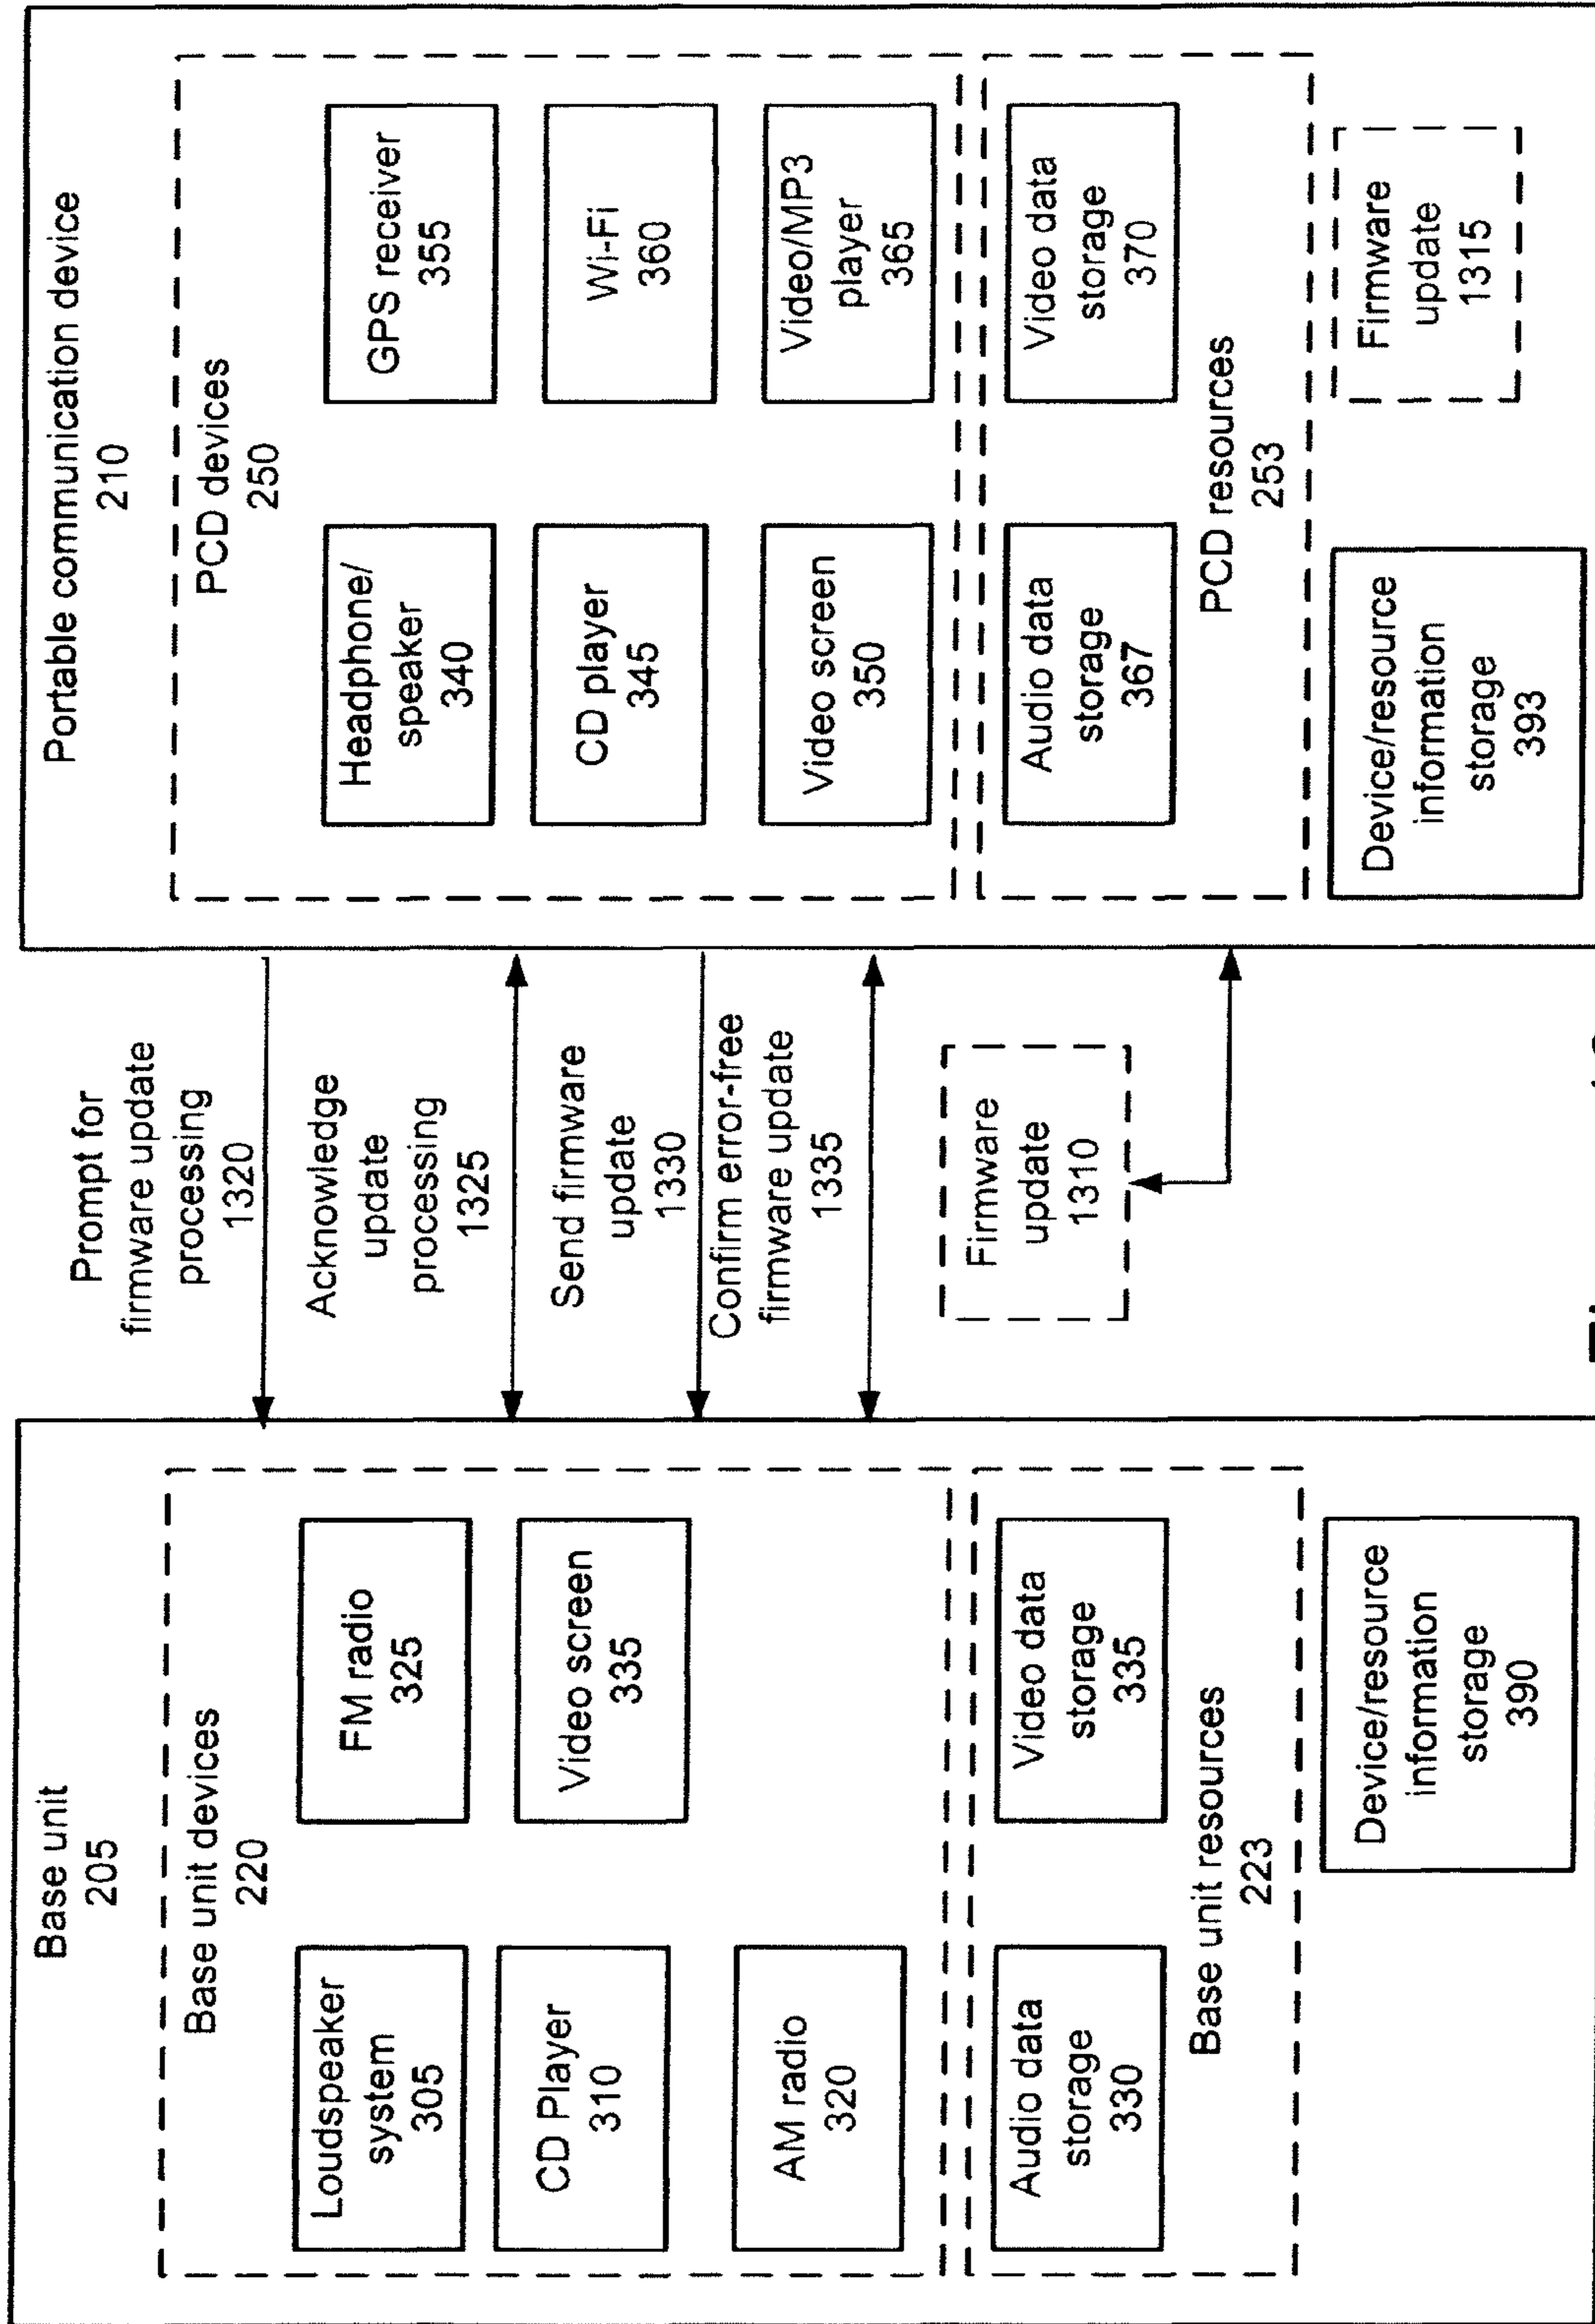 Base unit
205
Base unit devices
220
Loudspeaker
system
305
FM radio
325
CD Player
310
Video screen
335
AM radio
320
Audio data
storage
330
Video data
storage
335
Base unit resources
223
Device/resource
information
storage
390
Prompt for
firmware update
processing
1320
Acknowledge
update
processing
1325
Send firmware
update
1330
Confirm error-free
firmware update
1335
Firmware
update
1310
Portable communication device
210
PCD devices
250
Headphone/
speaker
340
GPS receiver
355
CD player
345
Wi-Fi
360
Video screen
350
Video/MP3
player
365
Audio data
storage
367
Video data
storage
370
PCD resources
253
Device/resource
information
storage
393
Firmware
update
1315